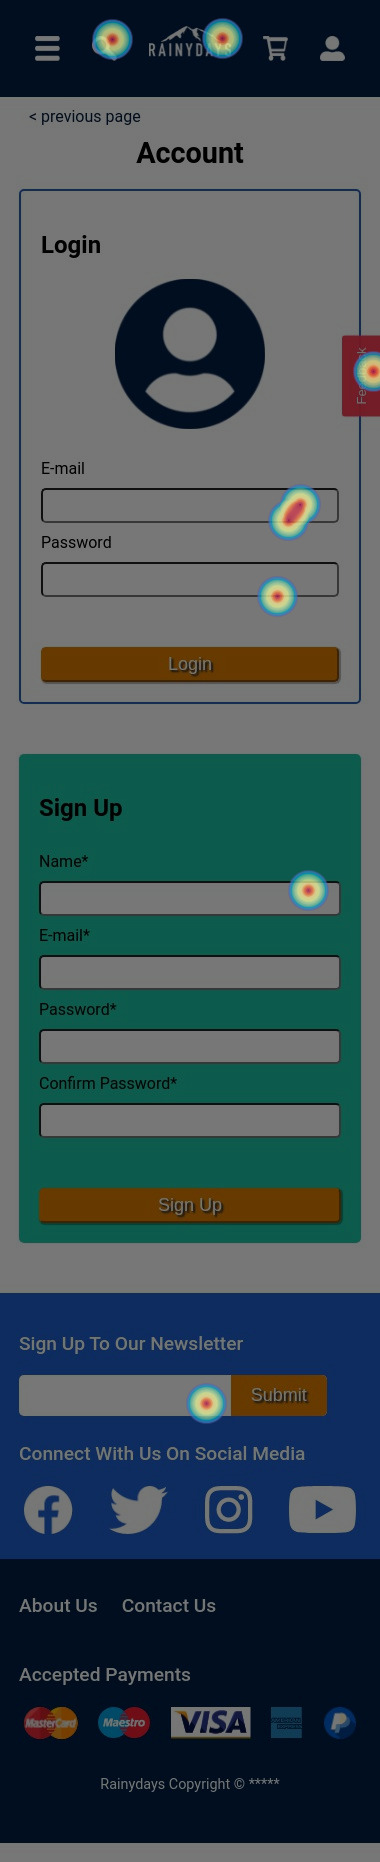 RAINYDAYS
< previous page
Account
Login
E-mail
Password
Login
Sign Up
Name*
E-mail*
Password*
Confirm Password*
Sign Up
Sign Up To Our Newsletter
Submit
Connect With Us On Social Media
About Us Contact Us
Accepted Payments
MasterCard Maestro VISA
Rainydays Copyright © *****